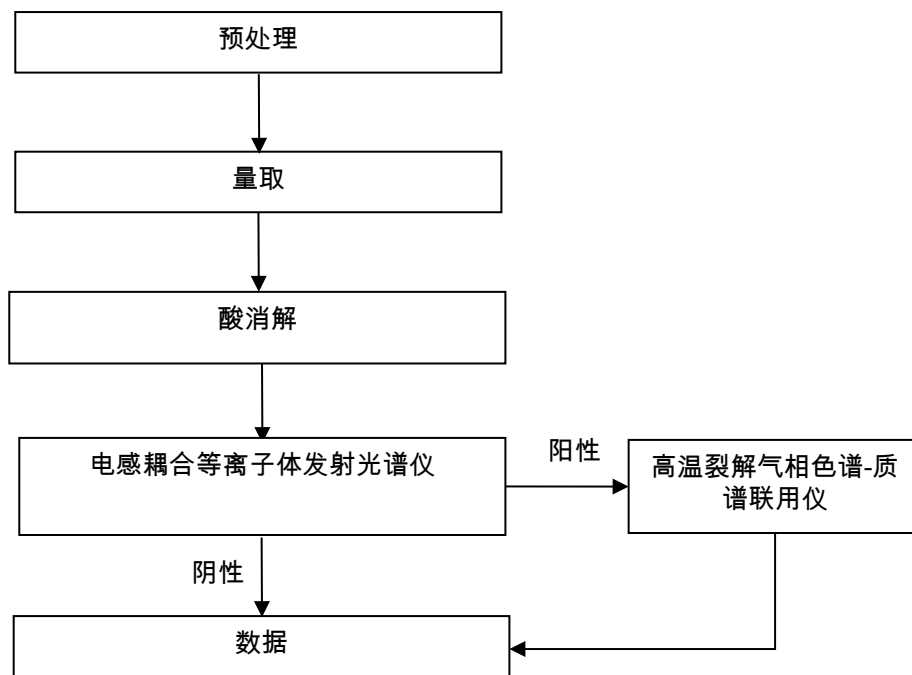 预处理
量取
酸消解
电感耦合等离子体发射光谱仪
阳性
高温裂解气相色谱-质
谱联用仪
阴性
数据